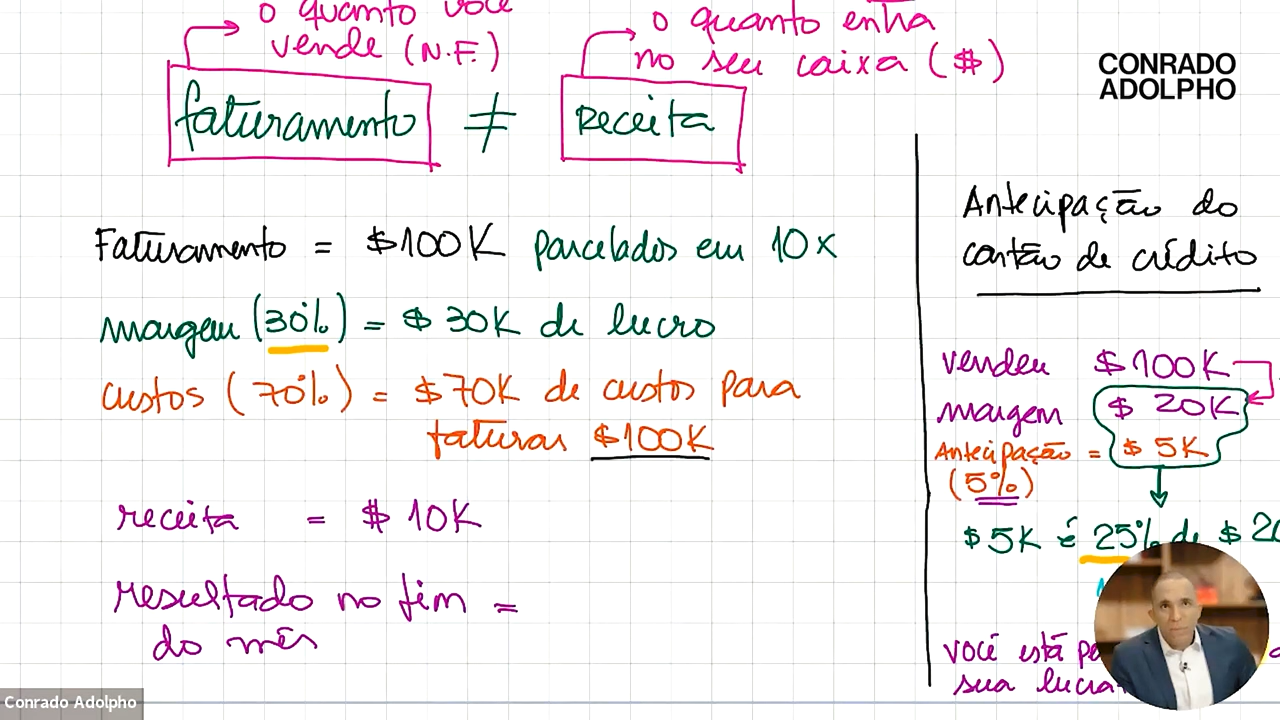 o quanto você
vende (N.F.)
o quanto entra
no seu caixa ($)
CONRADO
ADOLPHO
faturamento ≠ receita
Faturamento = $100K parcelados em 10x
margem (30%) = $ 30K de lucro
custos (70%) = $70K de custos para
faturar $100K
receita = $ 10K
resultado no fim =
do mês
Antecipação do
cartão de crédito
vendeu $100K
margem $ 20K
Antecipação = $ 5K
(5%)
$5K é 25% de $ 20
você está
sua
Conrado Adolpho